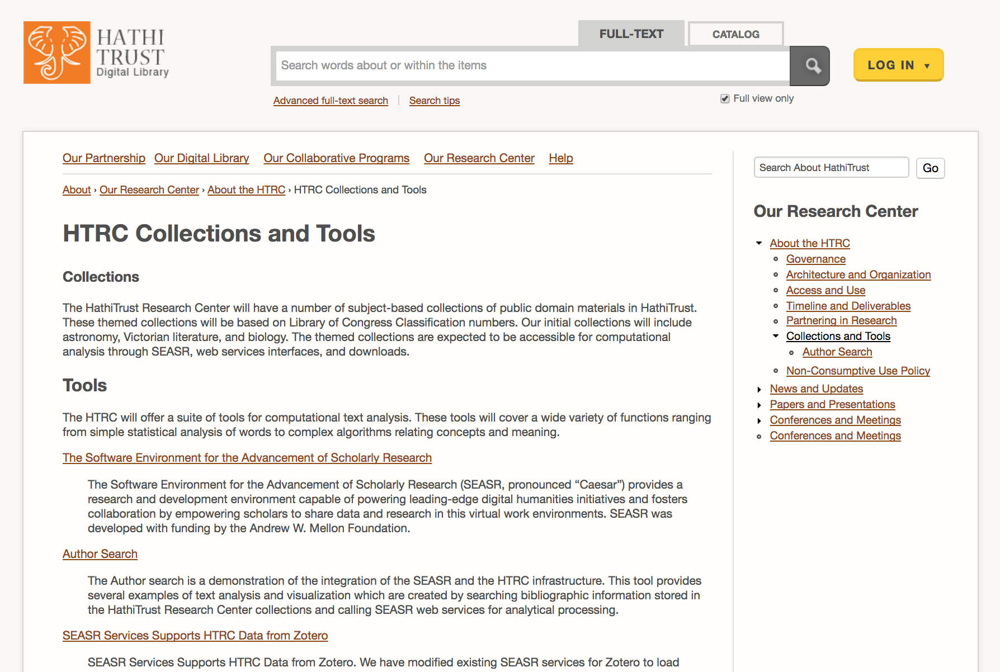 HATHI
TRUST
Digital Library
FULL-TEXT
CATALOG
Search words about or within the items
LOG IN ▼
Advanced full-text search
Search tips
Full view only
Our Partnership Our Digital Library Our Collaborative Programs Our Research Center Help
About › Our Research Center › About the HTRC › HTRC Collections and Tools
HTRC Collections and Tools
Collections
The HathiTrust Research Center will have a number of subject-based collections of public domain materials in HathiTrust.
These themed collections will be based on Library of Congress Classification numbers. Our initial collections will include
astronomy, Victorian literature, and biology. The themed collections are expected to be accessible for computational
analysis through SEASR, web services interfaces, and downloads.
Tools
The HTRC will offer a suite of tools for computational text analysis. These tools will cover a wide variety of functions ranging
from simple statistical analysis of words to complex algorithms relating concepts and meaning.
The Software Environment for the Advancement of Scholarly Research
The Software Environment for the Advancement of Scholarly Research (SEASR, pronounced “Caesar”) provides a
research and development environment capable of powering leading-edge digital humanities initiatives and fosters
collaboration by empowering scholars to share data and research in this virtual work environments. SEASR was
developed with funding by the Andrew W. Mellon Foundation.
Author Search
The Author search is a demonstration of the integration of the SEASR and the HTRC infrastructure. This tool provides
several examples of text analysis and visualization which are created by searching bibliographic information stored in
the HathiTrust Research Center collections and calling SEASR web services for analytical processing.
SEASR Services Supports HTRC Data from Zotero
SEASR Services Supports HTRC Data from Zotero. We have modified existing SEASR services for Zotero to load
Search About HathiTrust
Go
Our Research Center
About the HTRC
Governance
Architecture and Organization
Access and Use
Timeline and Deliverables
Partnering in Research
Collections and Tools
Author Search
Non-Consumptive Use Policy
News and Updates
Papers and Presentations
Conferences and Meetings
Conferences and Meetings